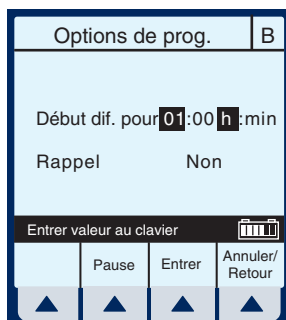 Options de prog. B
Début dif. pour 01:00 h :min
Rappel Non
Entrer valeur au clavier
Pause Entrer Annuler/
Retour